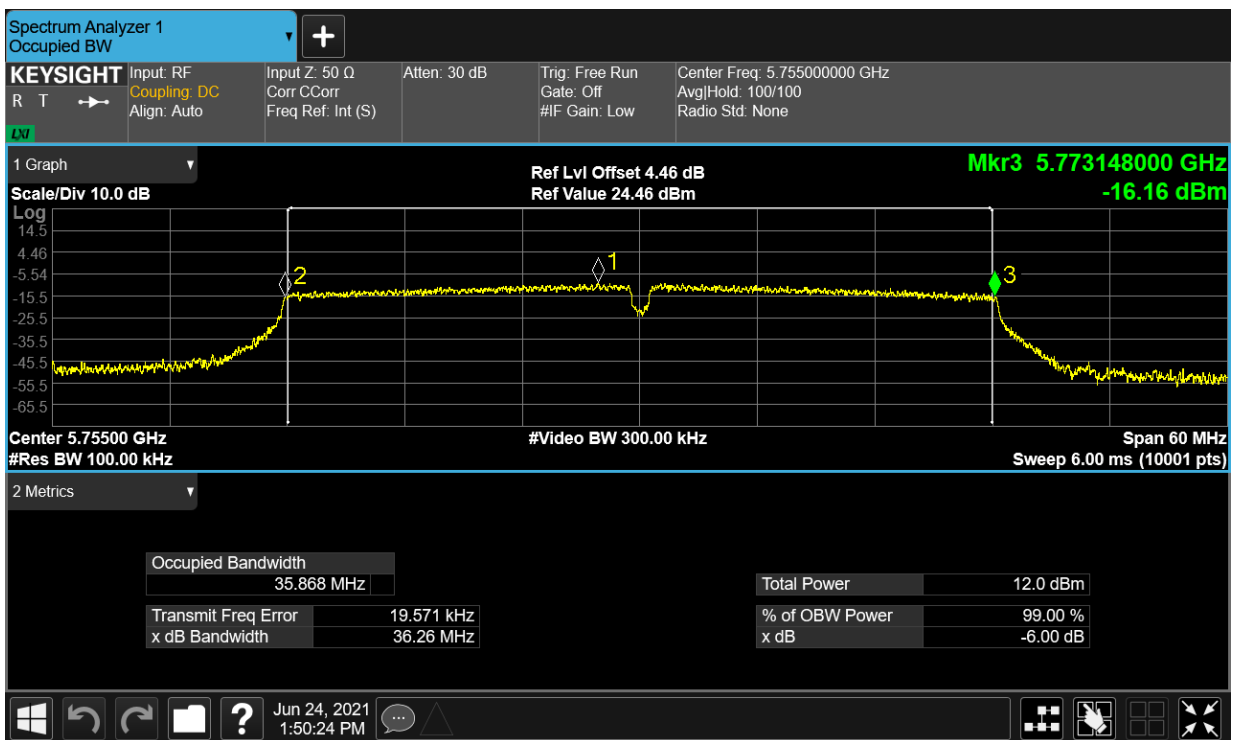 Spectrum Analyzer 1
Occupied BW
▼
+
KEYSIGHT
R T
LXI
Input: RF
Coupling: DC
Align: Auto
Input Z: 50 Ω
Corr CCorr
Freq Ref: Int (S)
Atten: 30 dB
Trig: Free Run
Gate: Off
#IF Gain: Low
Center Freq: 5.755000000 GHz
Avg|Hold: 100/100
Radio Std: None
1 Graph ▼
Scale/Div 10.0 dB
Ref Lvl Offset 4.46 dB
Ref Value 24.46 dBm
Mkr3 5.773148000 GHz
-16.16 dBm
Log
14.5
4.46
-5.54
-15.5
-25.5
-35.5
-45.5
-55.5
-65.5
2
1
3
Center 5.75500 GHz
#Video BW 300.00 kHz
Span 60 MHz
#Res BW 100.00 kHz
Sweep 6.00 ms (10001 pts)
2 Metrics ▼
Occupied Bandwidth
35.868 MHz
Total Power 12.0 dBm
Transmit Freq Error 19.571 kHz
% of OBW Power 99.00 %
x dB Bandwidth 36.26 MHz
x dB -6.00 dB
?
Jun 24, 2021
1:50:24 PM